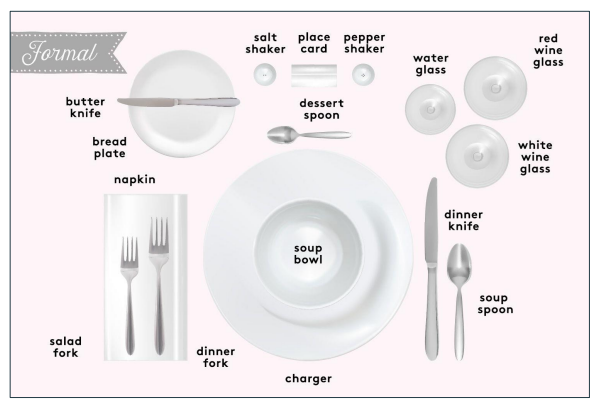 Formal
salt
shaker
place
card
pepper
shaker
red
wine
glass
water
glass
butter
knife
dessert
spoon
bread
plate
white
wine
glass
napkin
dinner
knife
soup
bowl
soup
spoon
salad
fork
dinner
fork
charger